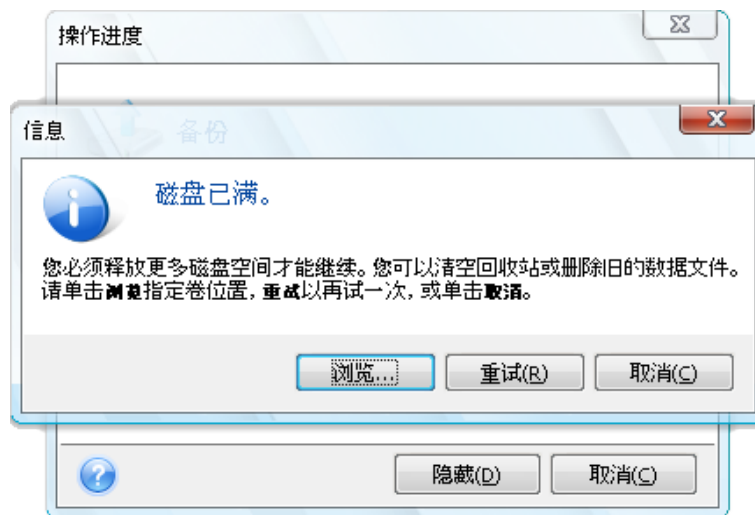 操作进度
备份
信息
磁盘已满。
您必须释放更多磁盘空间才能继续。您可以清空回收站或删除旧的数据文件。
请单击浏览指定卷位置,重试以再试一次,或单击取消。
浏览... 重试(R) 取消(C)
隐藏(D) 取消(C)